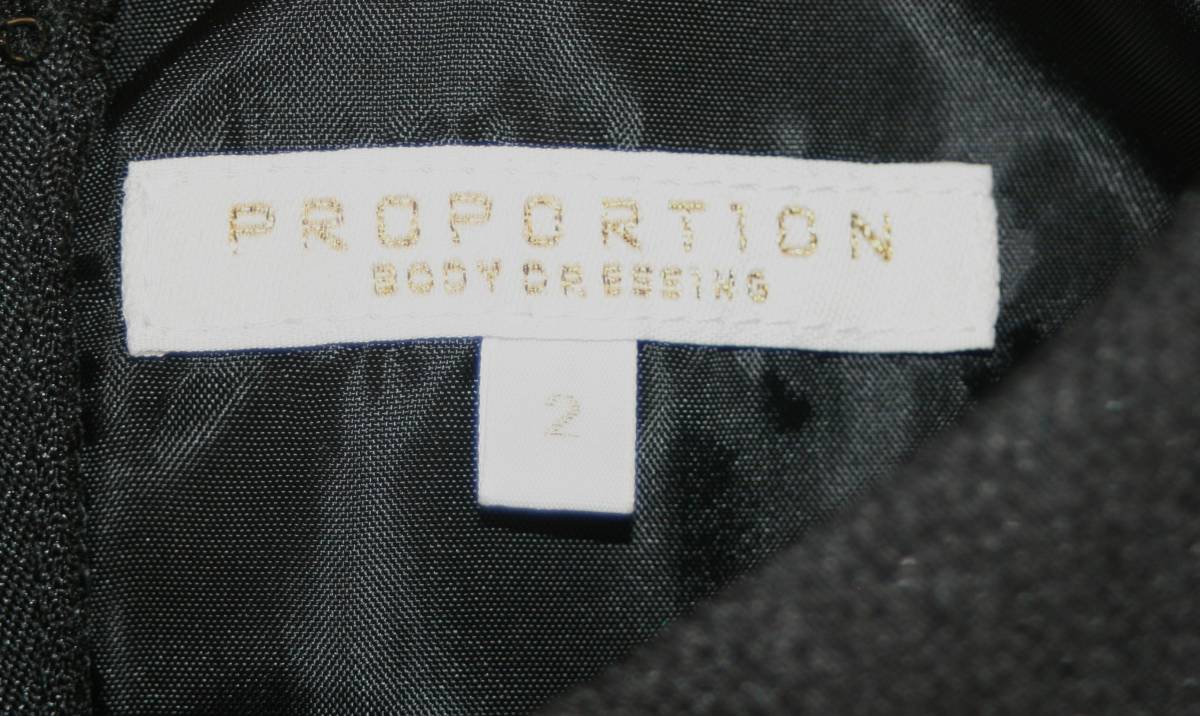 PROPORTION
BODY DRESSING
2